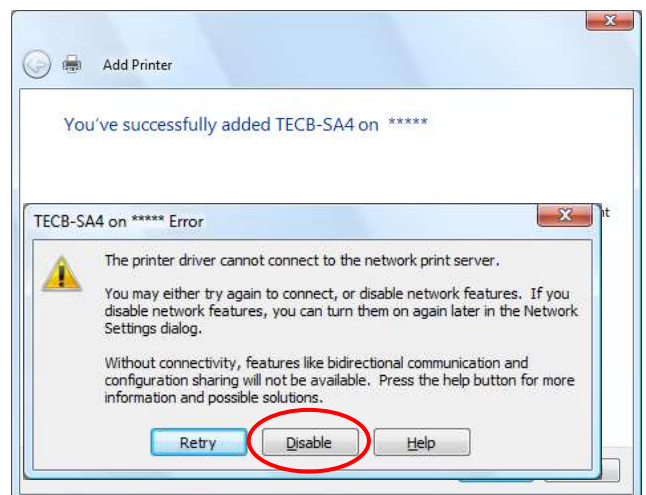 Add Printer
You've successfully added TECB-SA4 on *****
nt
TECB-SA4 on ***** Error
The printer driver cannot connect to the network print server.
You may either try again to connect, or disable network features. If you
disable network features, you can turn them on again later in the Network
Settings dialog.
Without connectivity, features like bidirectional communication and
configuration sharing will not be available. Press the help button for more
information and possible solutions.
Retry Disable Help